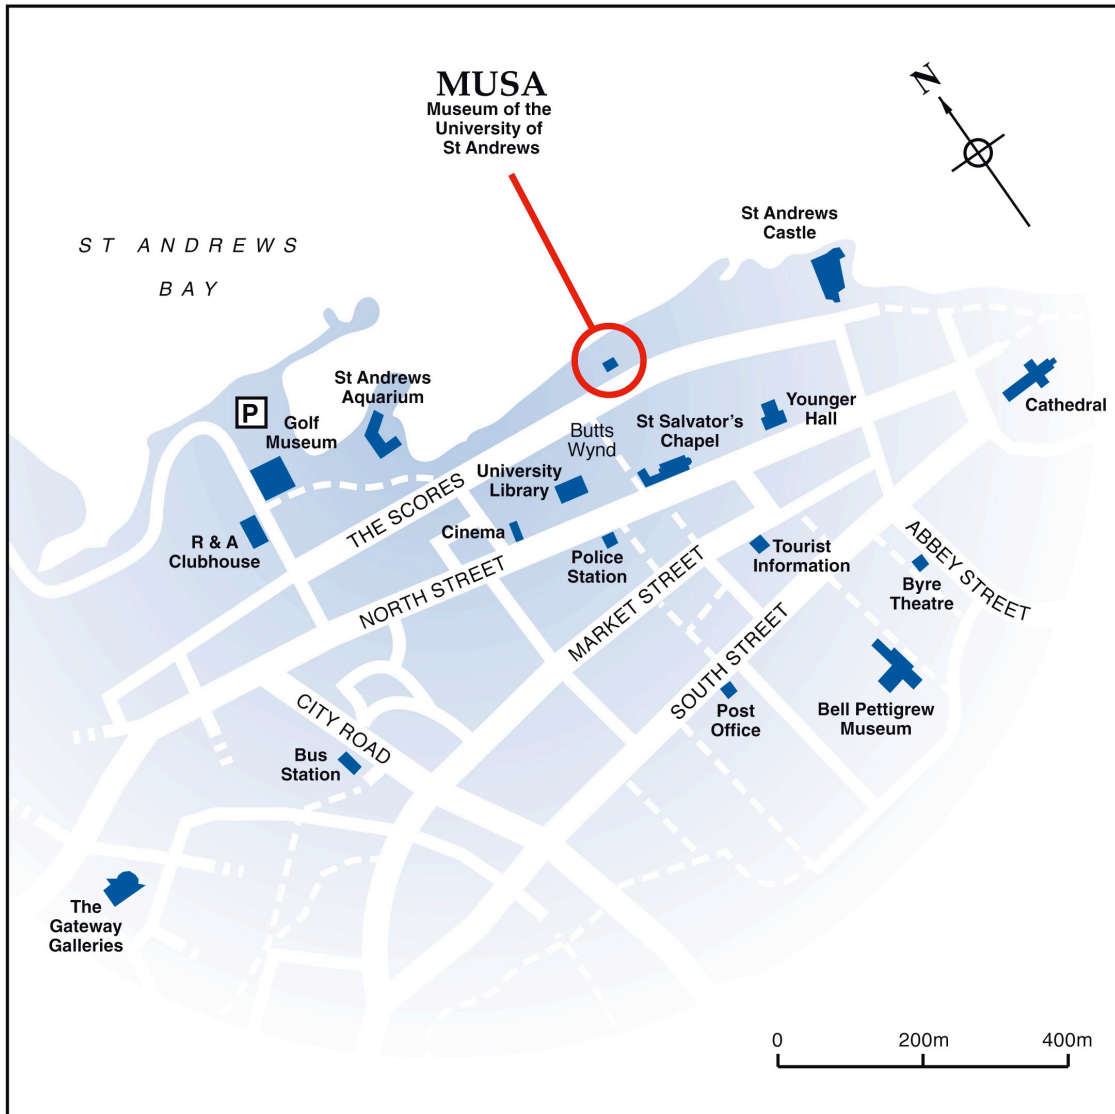 MUSA
Museum of the
University of
St Andrews
N
St Andrews
Castle
ST ANDREWS
BAY
St Andrews
Aquarium
P
Golf
Museum
Butts
Wynd
St Salvator's
Chapel
Younger
Hall
Cathedral
University
Library
THE SCORES
Cinema
R & A
Clubhouse
Police
Station
Tourist
Information
ABBEY STREET
Byre
Theatre
NORTH STREET
MARKET STREET
SOUTH STREET
Post
Office
Bell Pettigrew
Museum
CITY ROAD
Bus
Station
The
Gateway
Galleries
0 200m 400m